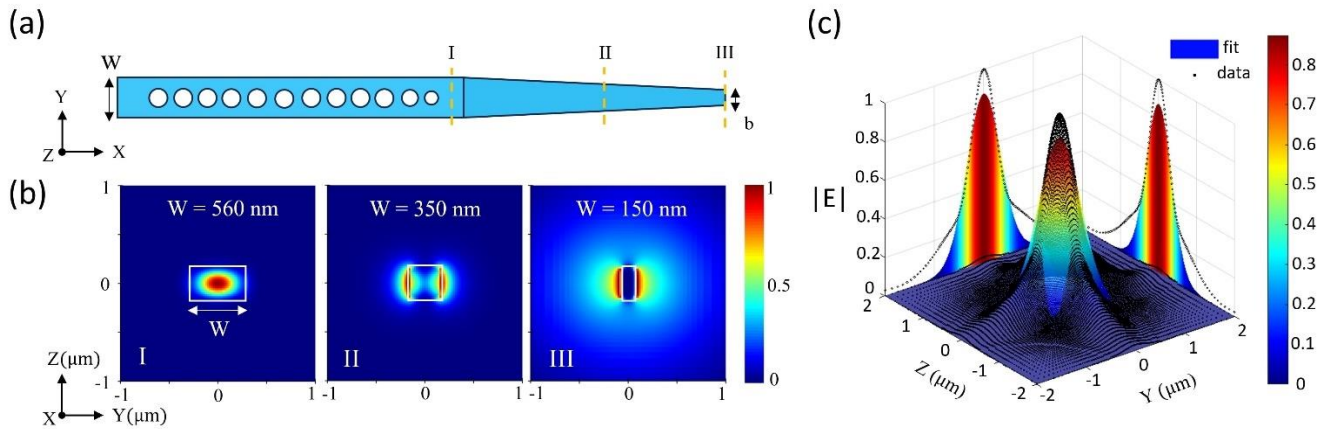 (a)
W
I
II
III
b
Y
Z
X
(b)
W = 560 nm
W = 350 nm
W = 150 nm
1
0
-1
W
I
II
III
-1
0
1
-1
0
1
-1
0
1
1
0.5
0
Z(μm)
X
Y(μm)
(c)
fit
data
|E|
1
0.8
0.6
0.4
0.2
0
2
1
0
-1
-2
Z (μm)
-2
-1
0
1
2
Y (μm)
0.8
0.7
0.6
0.5
0.4
0.3
0.2
0.1
0